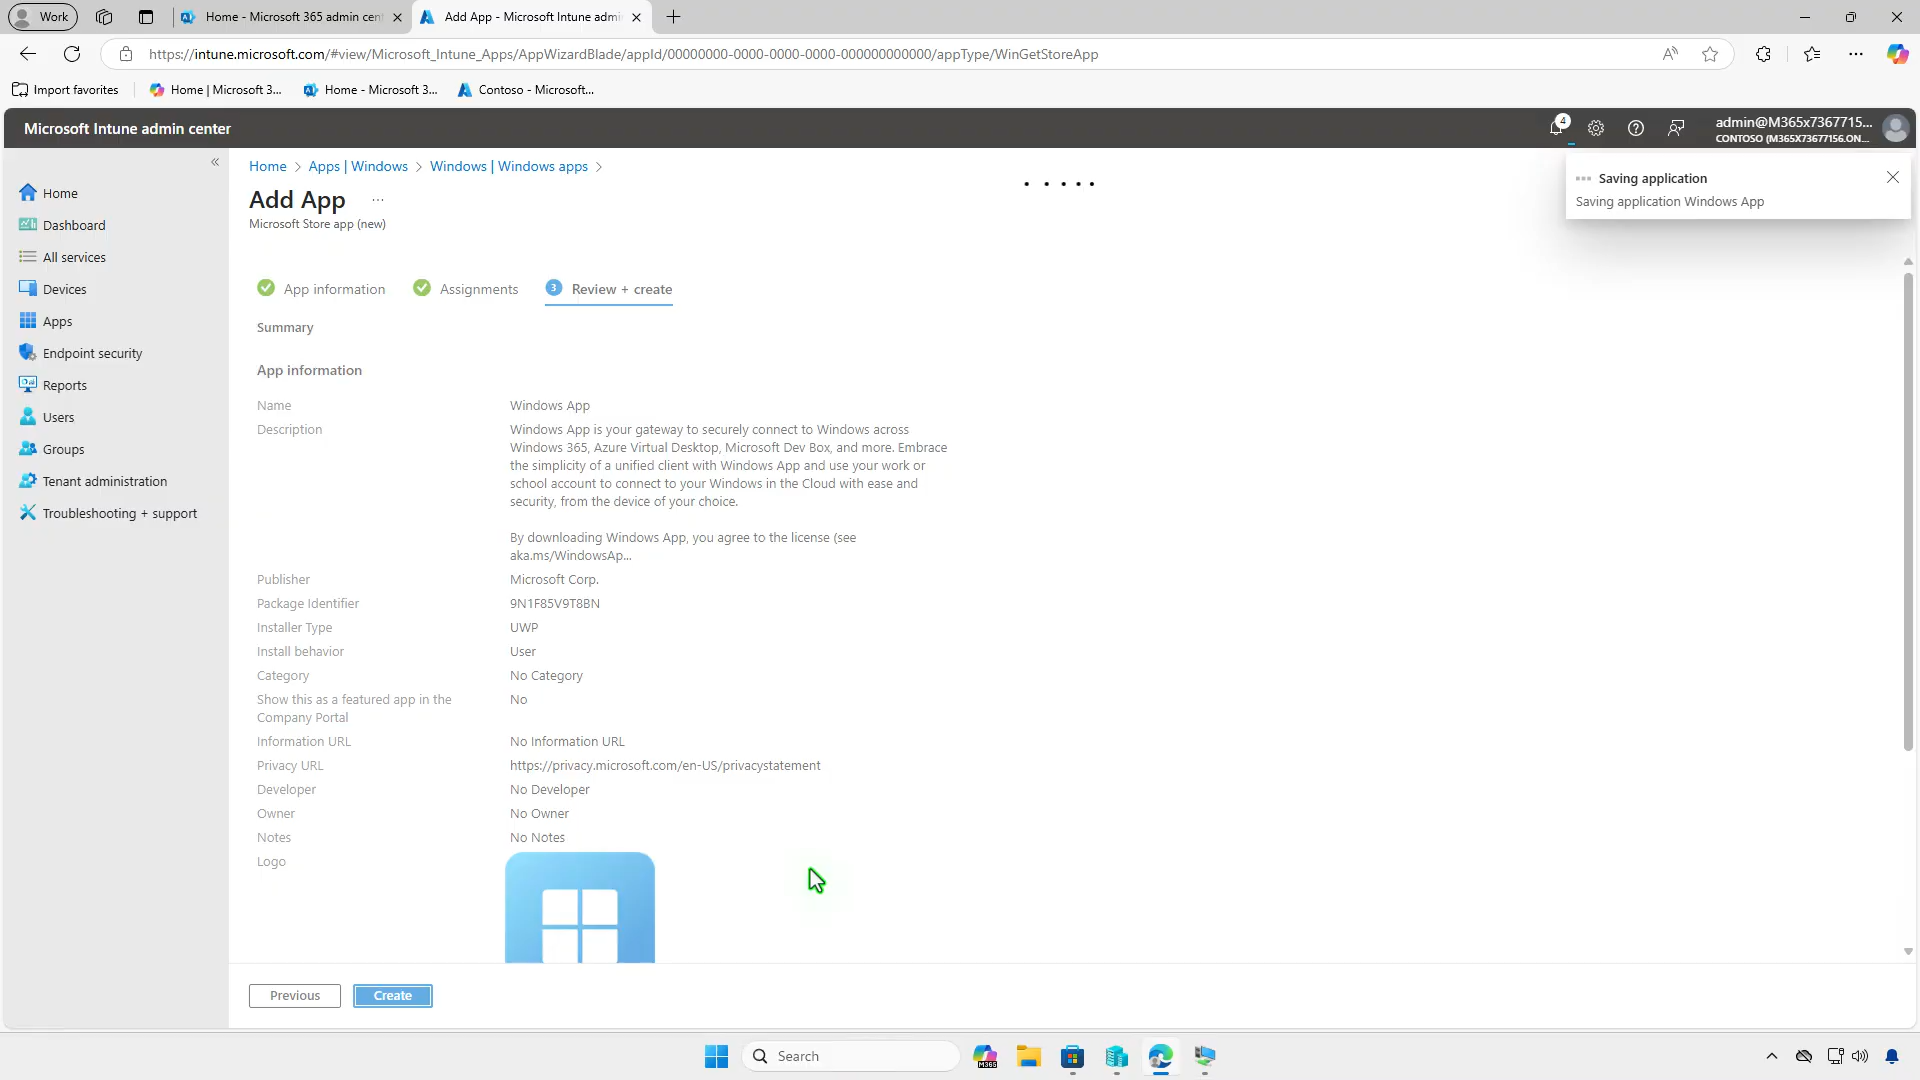 Work
Home - Microsoft 365 admin cen
Add App - Microsoft Intune admi
https://intune.microsoft.com/#view/Microsoft_Intune_Apps/AppWizardBlade/appId/00000000-0000-0000-0000-000000000000/appType/WinGetStoreApp
Import favorites
Home | Microsoft 3...
Home - Microsoft 3...
Contoso - Microsoft...
Microsoft Intune admin center
4
admin@M365x7367715...
CONTOSO (M365X73677156.ON...
Home
Dashboard
All services
Devices
Apps
Endpoint security
Reports
Users
Groups
Tenant administration
Troubleshooting + support
Home > Apps | Windows > Windows | Windows apps >
Add App ...
Microsoft Store app (new)
Saving application
Saving application Windows App
App information
Assignments
3 Review + create
Summary
App information
Name Windows App
Description Windows App is your gateway to securely connect to Windows across
Windows 365, Azure Virtual Desktop, Microsoft Dev Box, and more. Embrace
the simplicity of a unified client with Windows App and use your work or
school account to connect to your Windows in the Cloud with ease and
security, from the device of your choice.
By downloading Windows App, you agree to the license (see
aka.ms/WindowsAp...
Publisher Microsoft Corp.
Package Identifier 9N1F85V9T8BN
Installer Type UWP
Install behavior User
Category No Category
Show this as a featured app in the No
Company Portal
Information URL No Information URL
Privacy URL https://privacy.microsoft.com/en-US/privacystatement
Developer No Developer
Owner No Owner
Notes No Notes
Logo
Previous
Create
Search
M365